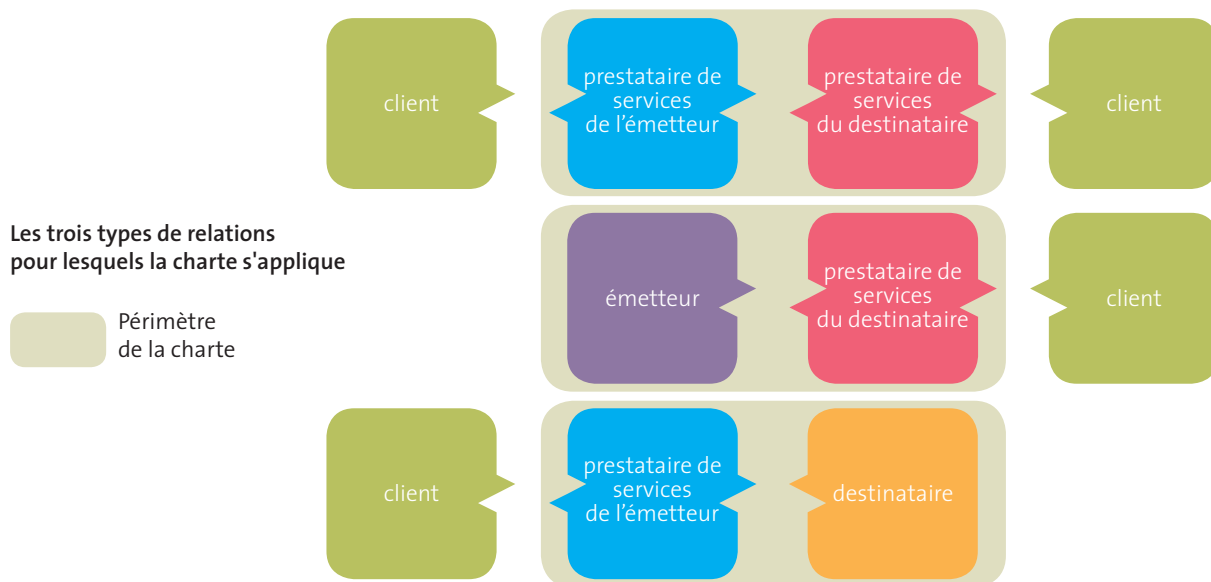 client
prestataire de
services
de l’émetteur
prestataire de
services
du destinataire
client
Les trois types de relations
pour lesquels la charte s'applique
Périmètre
de la charte
émetteur
prestataire de
services
du destinataire
client
client
prestataire de
services
de l’émetteur
destinataire